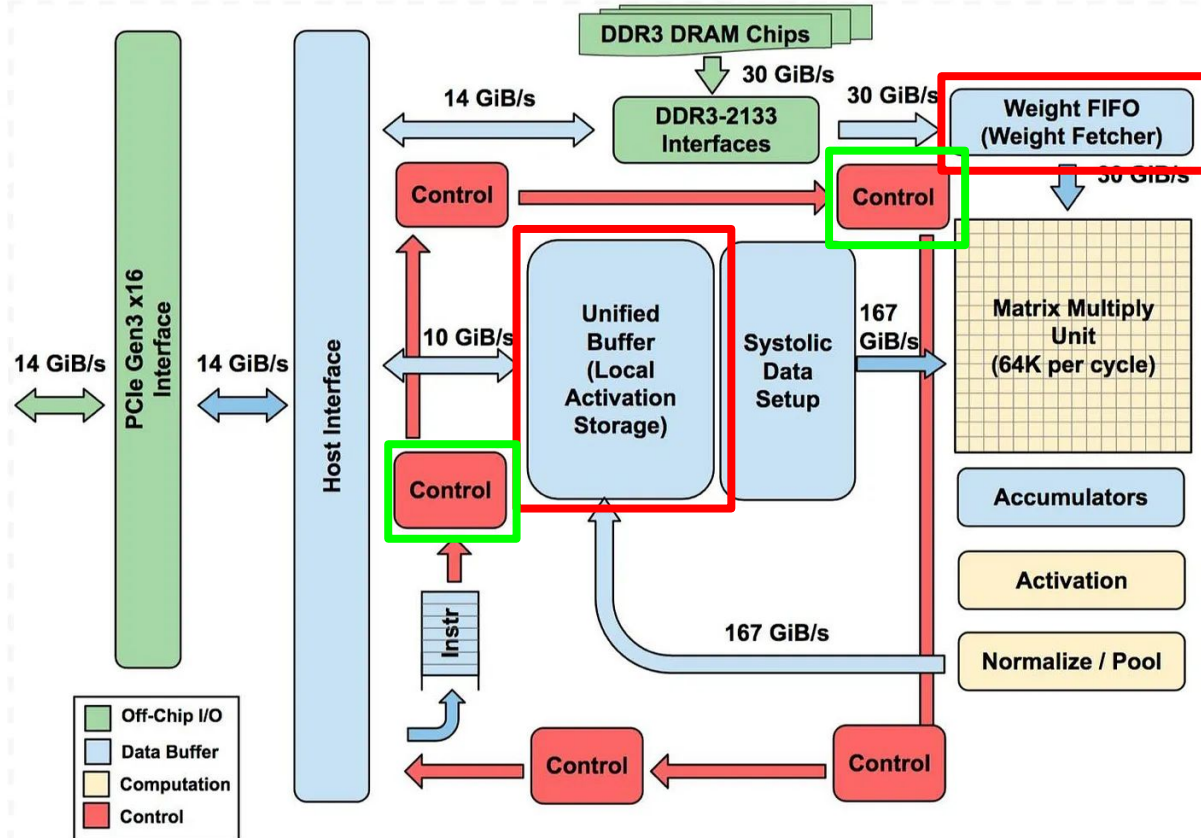 DDR3 DRAM Chips
30 GiB/s
14 GiB/s
DDR3-2133
Interfaces
30 GiB/s
Weight FIFO
(Weight Fetcher)
30 GiB/s
Control
Control
PCIe Gen3 x16
Interface
14 GiB/s
14 GiB/s
Host Interface
10 GiB/s
Unified
Buffer
(Local
Activation
Storage)
Systolic
Data
Setup
167
GiB/s
Matrix Multiply
Unit
(64K per cycle)
Control
Accumulators
Activation
Instr
167 GiB/s
Normalize / Pool
Control
Control
Off-Chip I/O
Data Buffer
Computation
Control